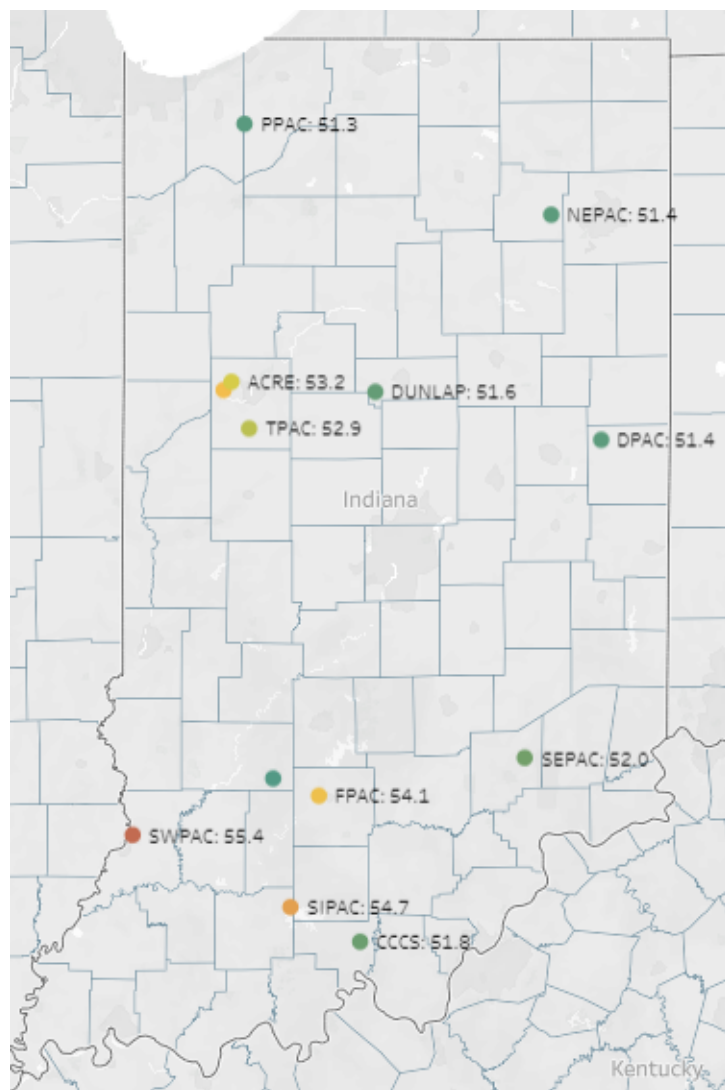 PPAC: 51.3
NEPAC: 51.4
ACRE: 53.2
DUNLAP: 51.6
TPAC: 52.9
DPAC: 51.4
Indiana
SEPAC: 52.0
FPAC: 54.1
SWPAC: 55.4
SIPAC: 54.7
CCCS: 51.8
Kentucky